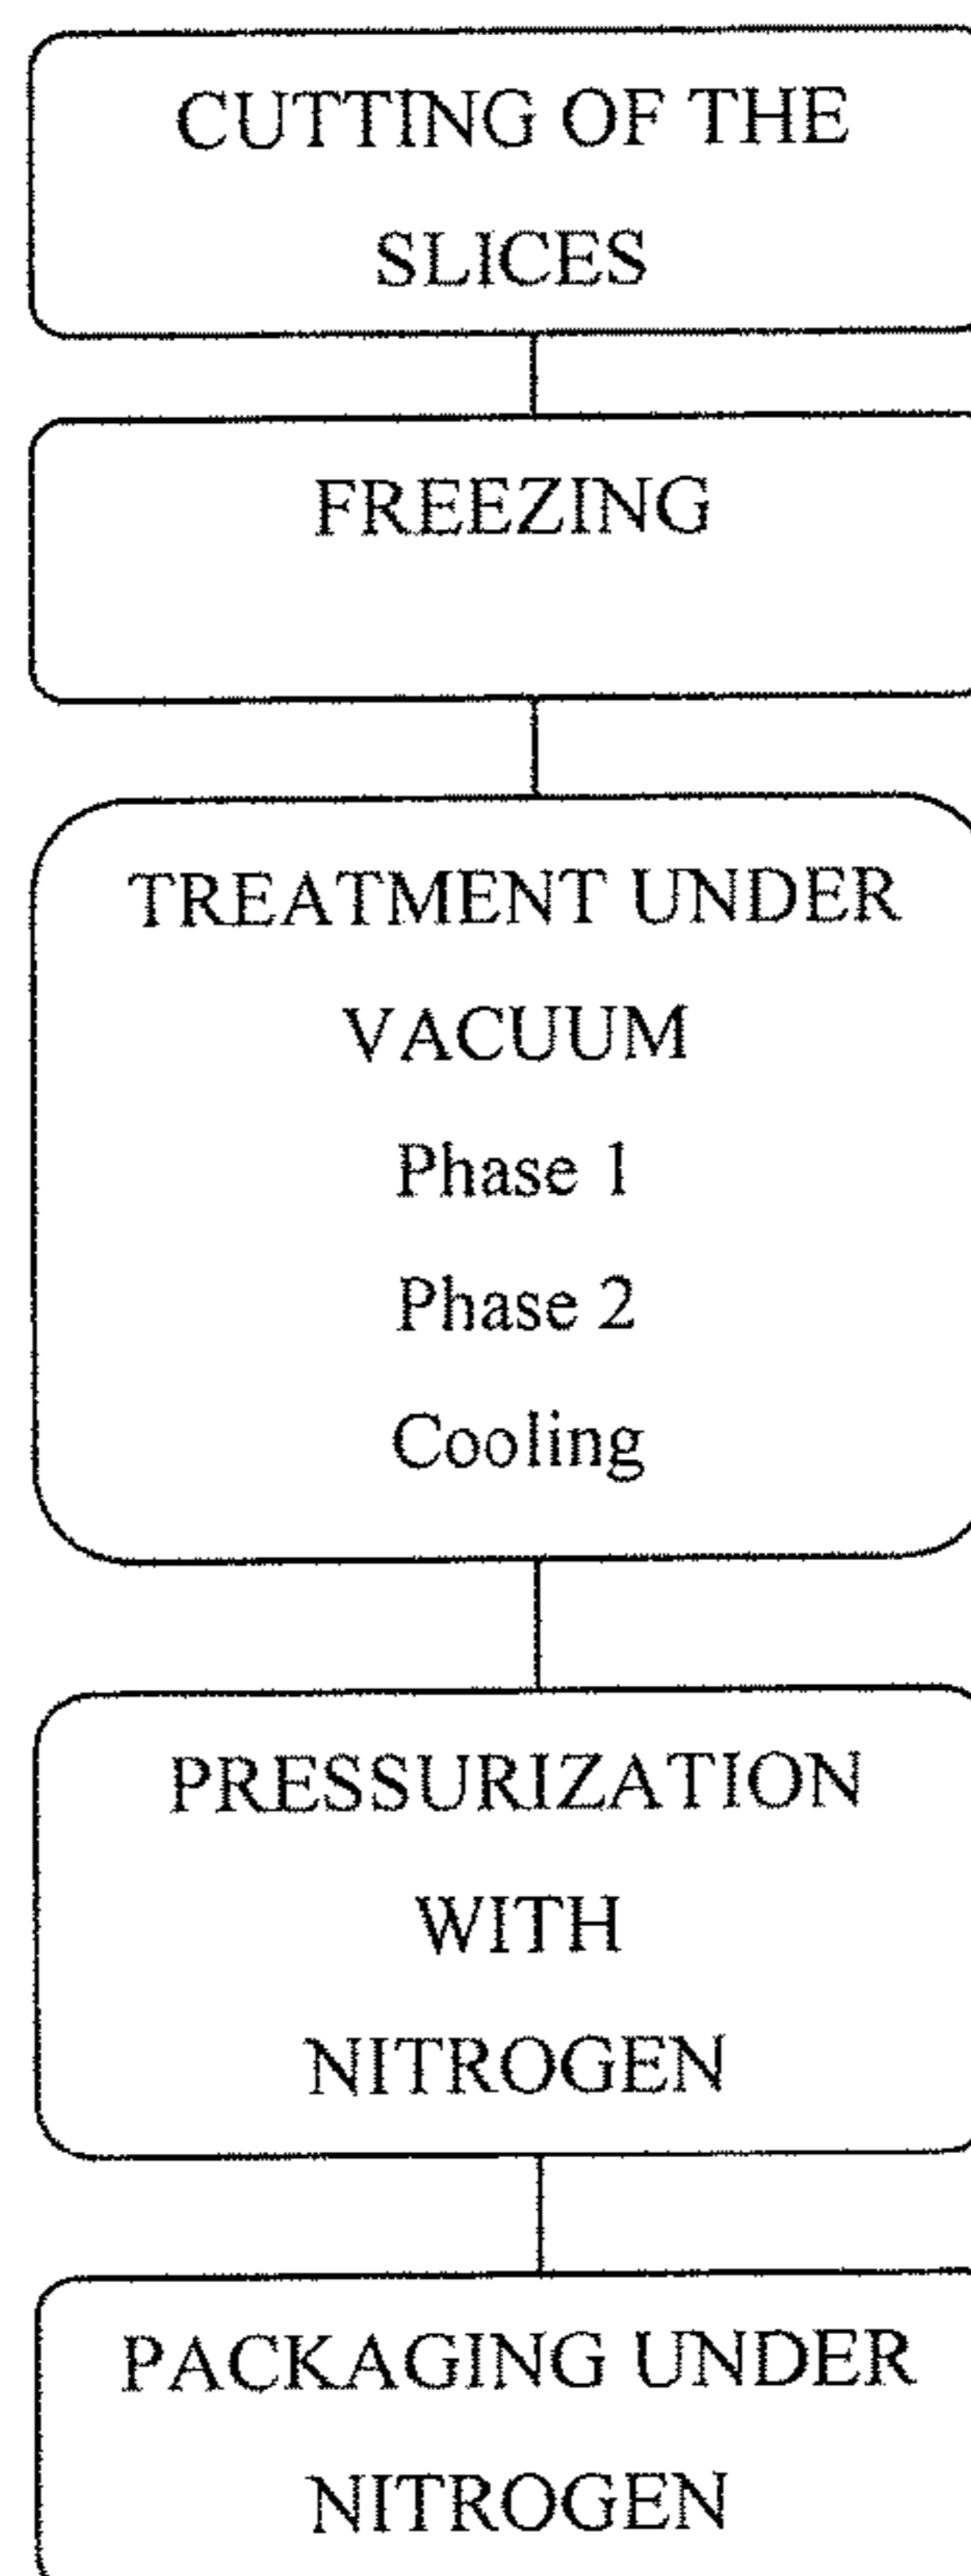 CUTTING OF THE
SLICES
FREEZING
TREATMENT UNDER
VACUUM
Phase 1
Phase 2
Cooling
PRESSURIZATION
WITH
NITROGEN
PACKAGING UNDER
NITROGEN